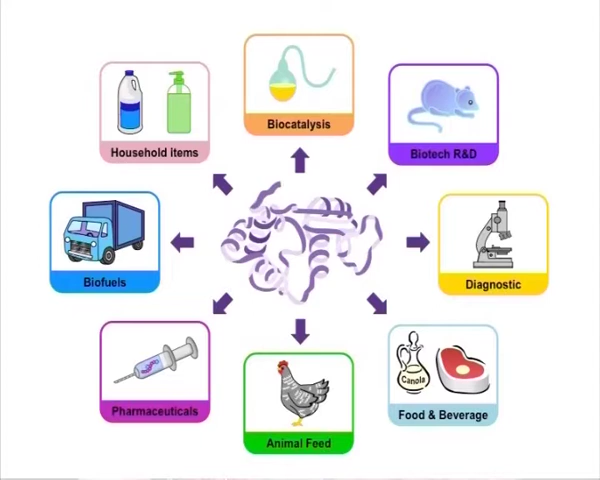 Biocatalysis
Household items
Biotech R&D
Biofuels
Diagnostic
Pharmaceuticals
Canola
Food & Beverage
Animal Feed